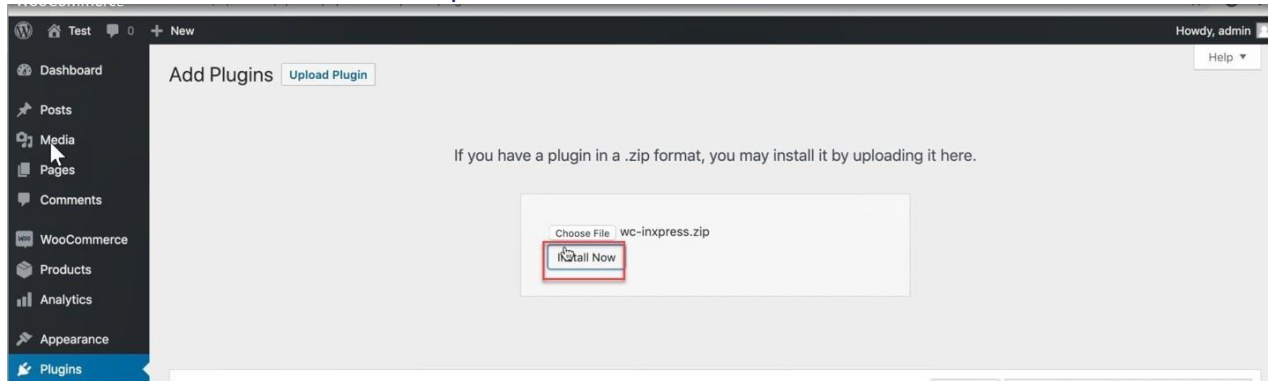 WooCommerce
Test 0 + New
Howdy, admin
Help
Dashboard
Add Plugins Upload Plugin
Posts
Media
If you have a plugin in a .zip format, you may install it by uploading it here.
Pages
Comments
Choose File wc-inxpress.zip
WooCommerce
Install Now
Products
Analytics
Appearance
Plugins